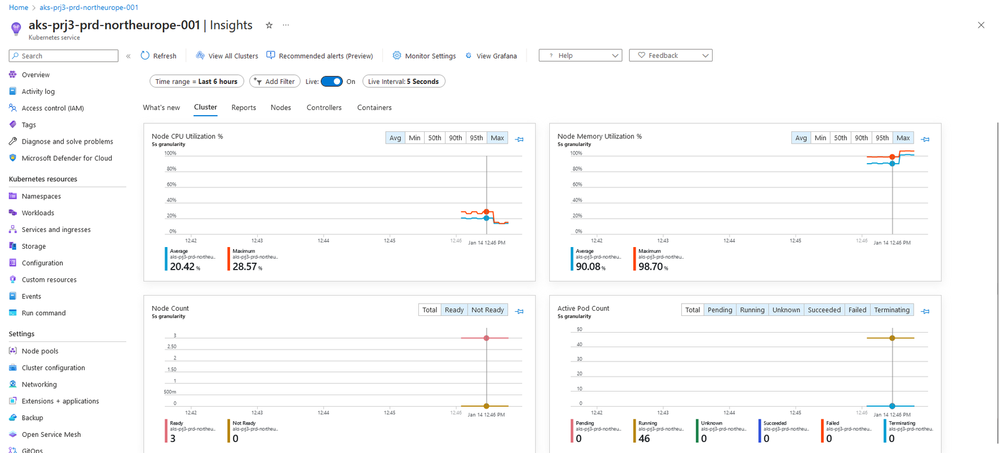 Home > aks-prj3-prd-northeurope-001
aks-prj3-prd-northeurope-001 | Insights ☆ ···
Kubernetes service
Search
«
Refresh
View All Clusters
Recommended alerts (Preview)
Monitor Settings
View Grafana
? Help
Feedback
Time range = Last 6 hours
Add Filter
Live: On
Live Interval: 5 Seconds
What's new
Cluster
Reports
Nodes
Controllers
Containers
Overview
Activity log
Access control (IAM)
Tags
Diagnose and solve problems
Microsoft Defender for Cloud
Kubernetes resources
Namespaces
Workloads
Services and ingresses
Storage
Configuration
Custom resources
Events
Run command
Settings
Node pools
Cluster configuration
Networking
Extensions + applications
Backup
Open Service Mesh
GitOps
Node CPU Utilization %
5s granularity
Avg Min 50th 90th 95th Max
100%
80%
60%
40%
20%
0%
12:42 12:43 12:44 12:45 12:46 Jan 14 12:46 PM
Average
aks-prj3-prd-northeu...
20.42 %
Maximum
aks-prj3-prd-northeu...
28.57 %
Node Memory Utilization %
5s granularity
Avg Min 50th 90th 95th Max
100%
80%
60%
40%
20%
0%
12:42 12:43 12:44 12:45 12:46 Jan 14 12:46 PM
Average
aks-prj3-prd-northeu...
90.08 %
Maximum
aks-prj3-prd-northeu...
98.70 %
Node Count
5s granularity
Total Ready Not Ready
3
2.50
2
1.50
1
500m
0
12:42 12:43 12:44 12:45 12:46 Jan 14 12:46 PM
Ready
aks-prj3-prd-northeu...
3
Not Ready
aks-prj3-prd-northeu...
0
Active Pod Count
5s granularity
Total Pending Running Unknown Succeeded Failed Terminating
50
40
30
20
10
0
12:42 12:43 12:44 12:45 12:46 Jan 14 12:46 PM
Pending
aks-prj3-prd-northeu...
0
Running
aks-prj3-prd-northeu...
46
Unknown
aks-prj3-prd-northeu...
0
Succeeded
aks-prj3-prd-northeu...
0
Failed
aks-prj3-prd-northeu...
0
Terminating
aks-prj3-prd-northeu...
0